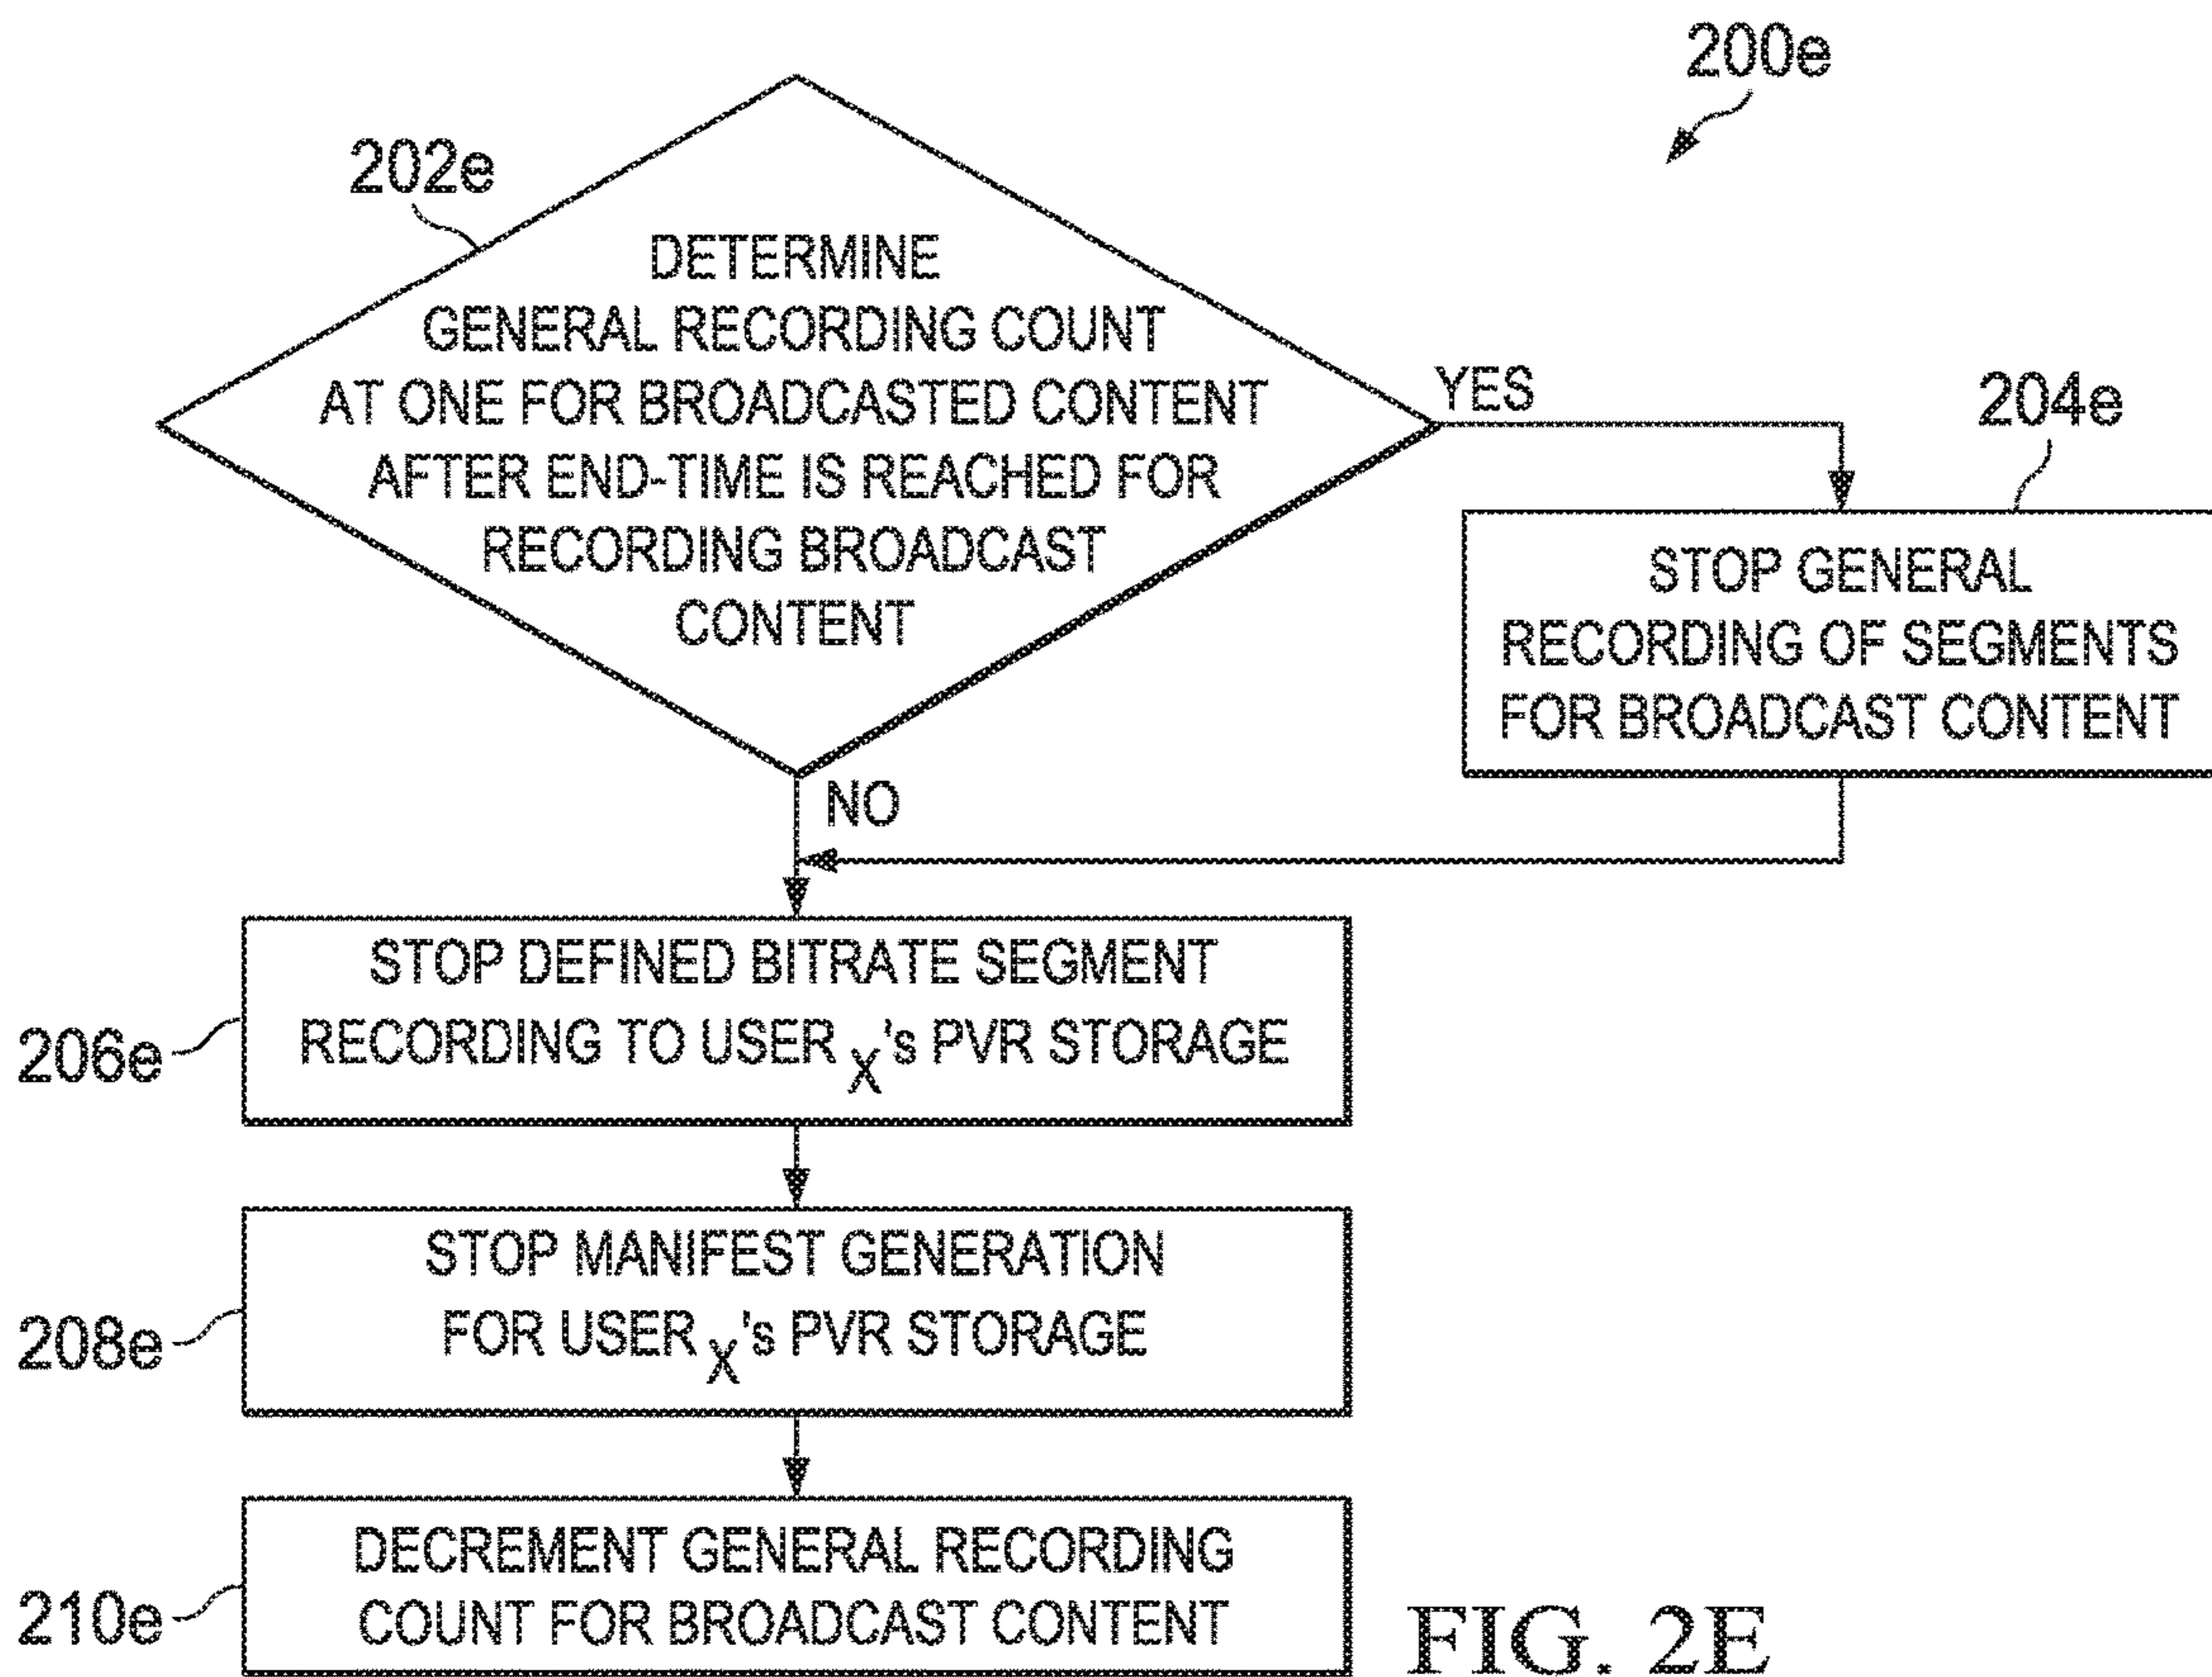 200e
202e
DETERMINE
GENERAL RECORDING COUNT
AT ONE FOR BROADCASTED CONTENT
AFTER END-TIME IS REACHED FOR
RECORDING BROADCAST
CONTENT
YES
204e
STOP GENERAL
RECORDING OF SEGMENTS
FOR BROADCAST CONTENT
NO
206e
STOP DEFINED BITRATE SEGMENT
RECORDING TO USER X's PVR STORAGE
208e
STOP MANIFEST GENERATION
FOR USER X's PVR STORAGE
210e
DECREMENT GENERAL RECORDING
COUNT FOR BROADCAST CONTENT
FIG. 2E